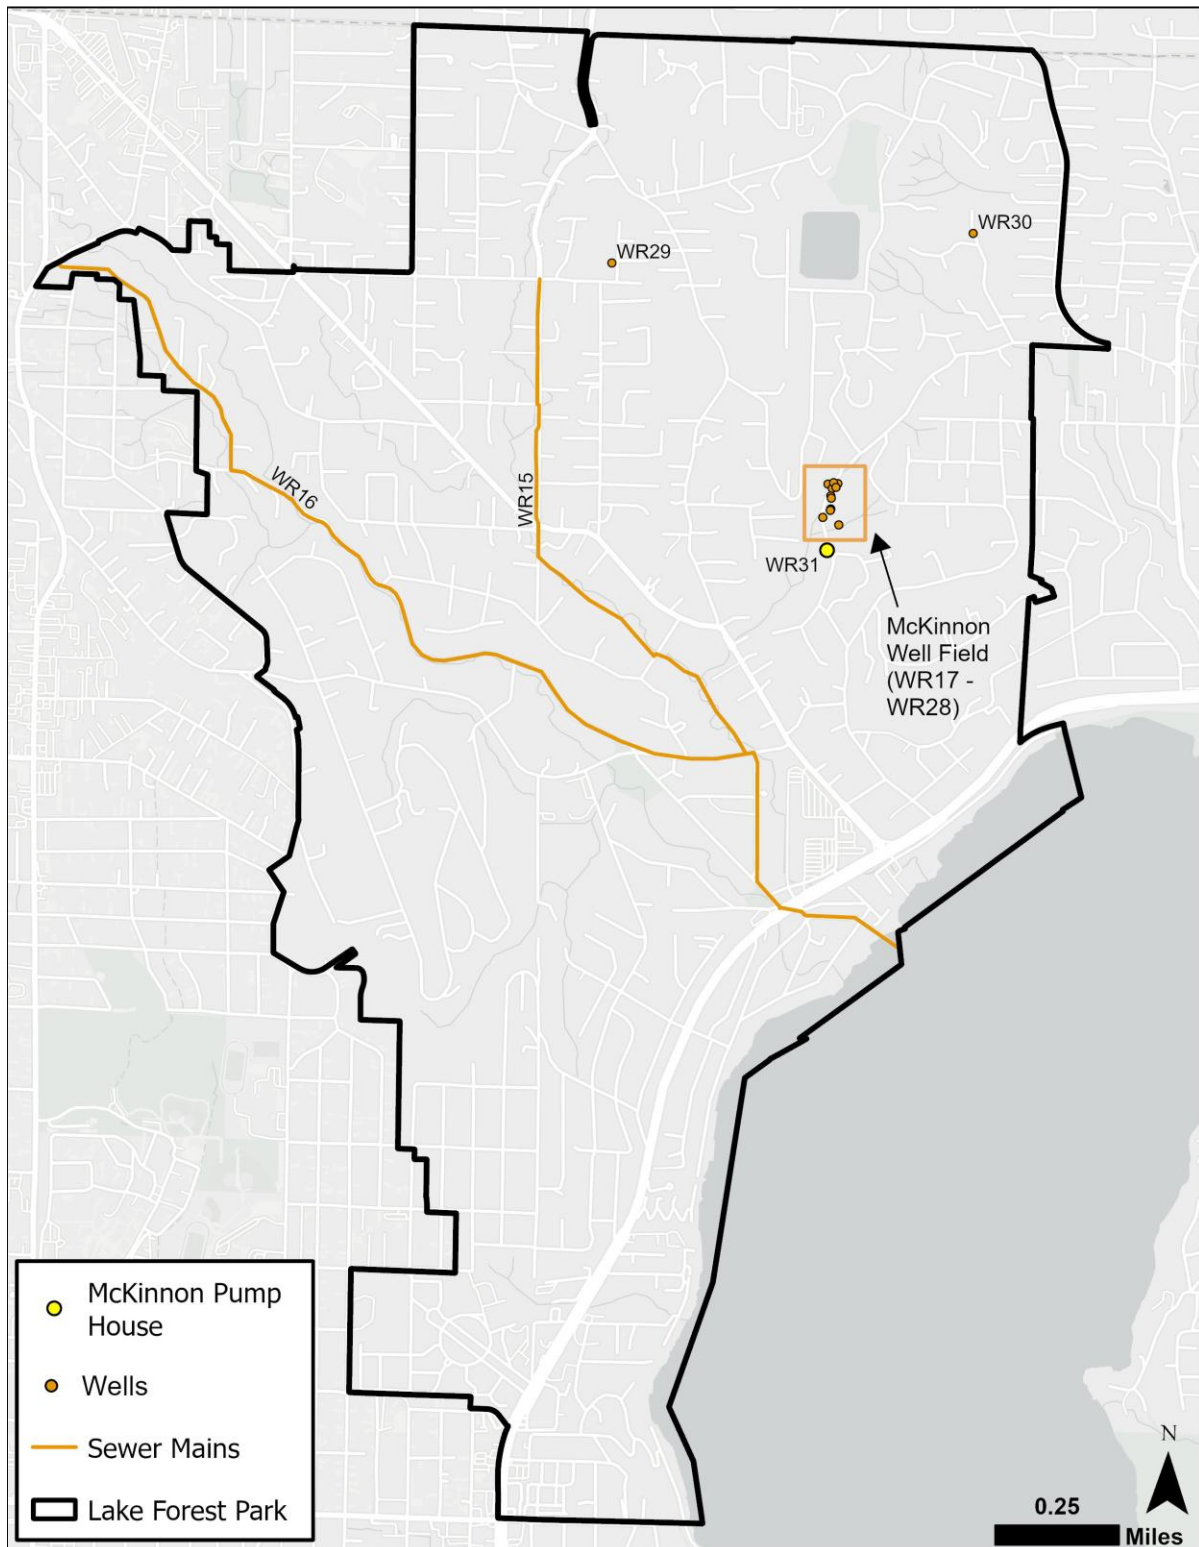 WR30
WR29
WR16
WR15
WR31
McKinnon
Well Field
(WR17 -
WR28)
McKinnon Pump
House
Wells
Sewer Mains
Lake Forest Park
N
0.25
Miles